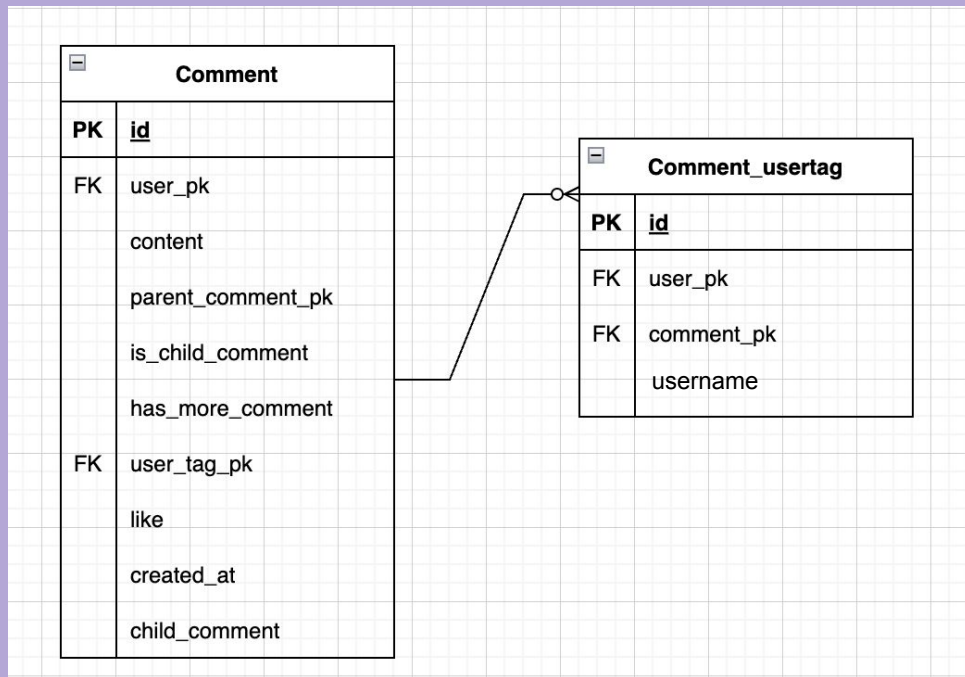 Comment
PK id
FK user_pk
content
parent_comment_pk
is_child_comment
has_more_comment
FK user_tag_pk
like
created_at
child_comment
Comment_usertag
PK id
FK user_pk
FK comment_pk
username